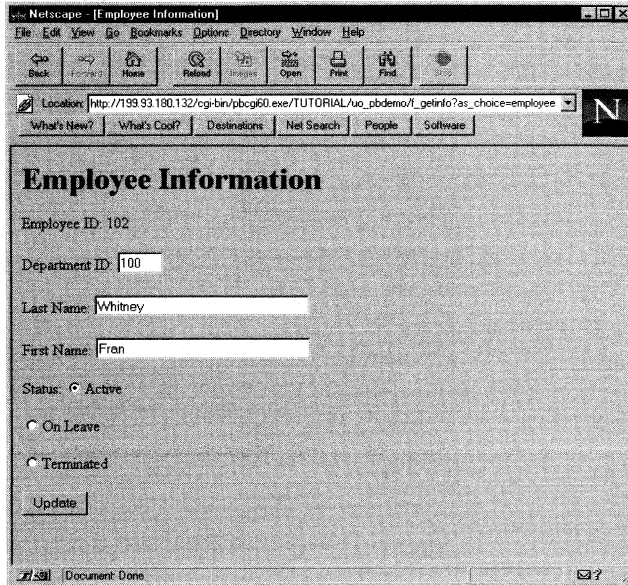 Netscape - [Employee Information]
File Edit View Go Bookmarks Options Directory Window Help
Back Forward Home Reload Images Open Print Find Stop
Location: http://199.93.180.132/cgi-bin/pbcgi60.exe/TUTORIAL/uo_pbdemo/f_getinfo?as_choice=employee
N
What's New? What's Cool? Destinations Net Search People Software
Employee Information
Employee ID: 102
Department ID: 100
Last Name: Whitney
First Name: Fran
Status: Active
On Leave
Terminated
Update
Document: Done